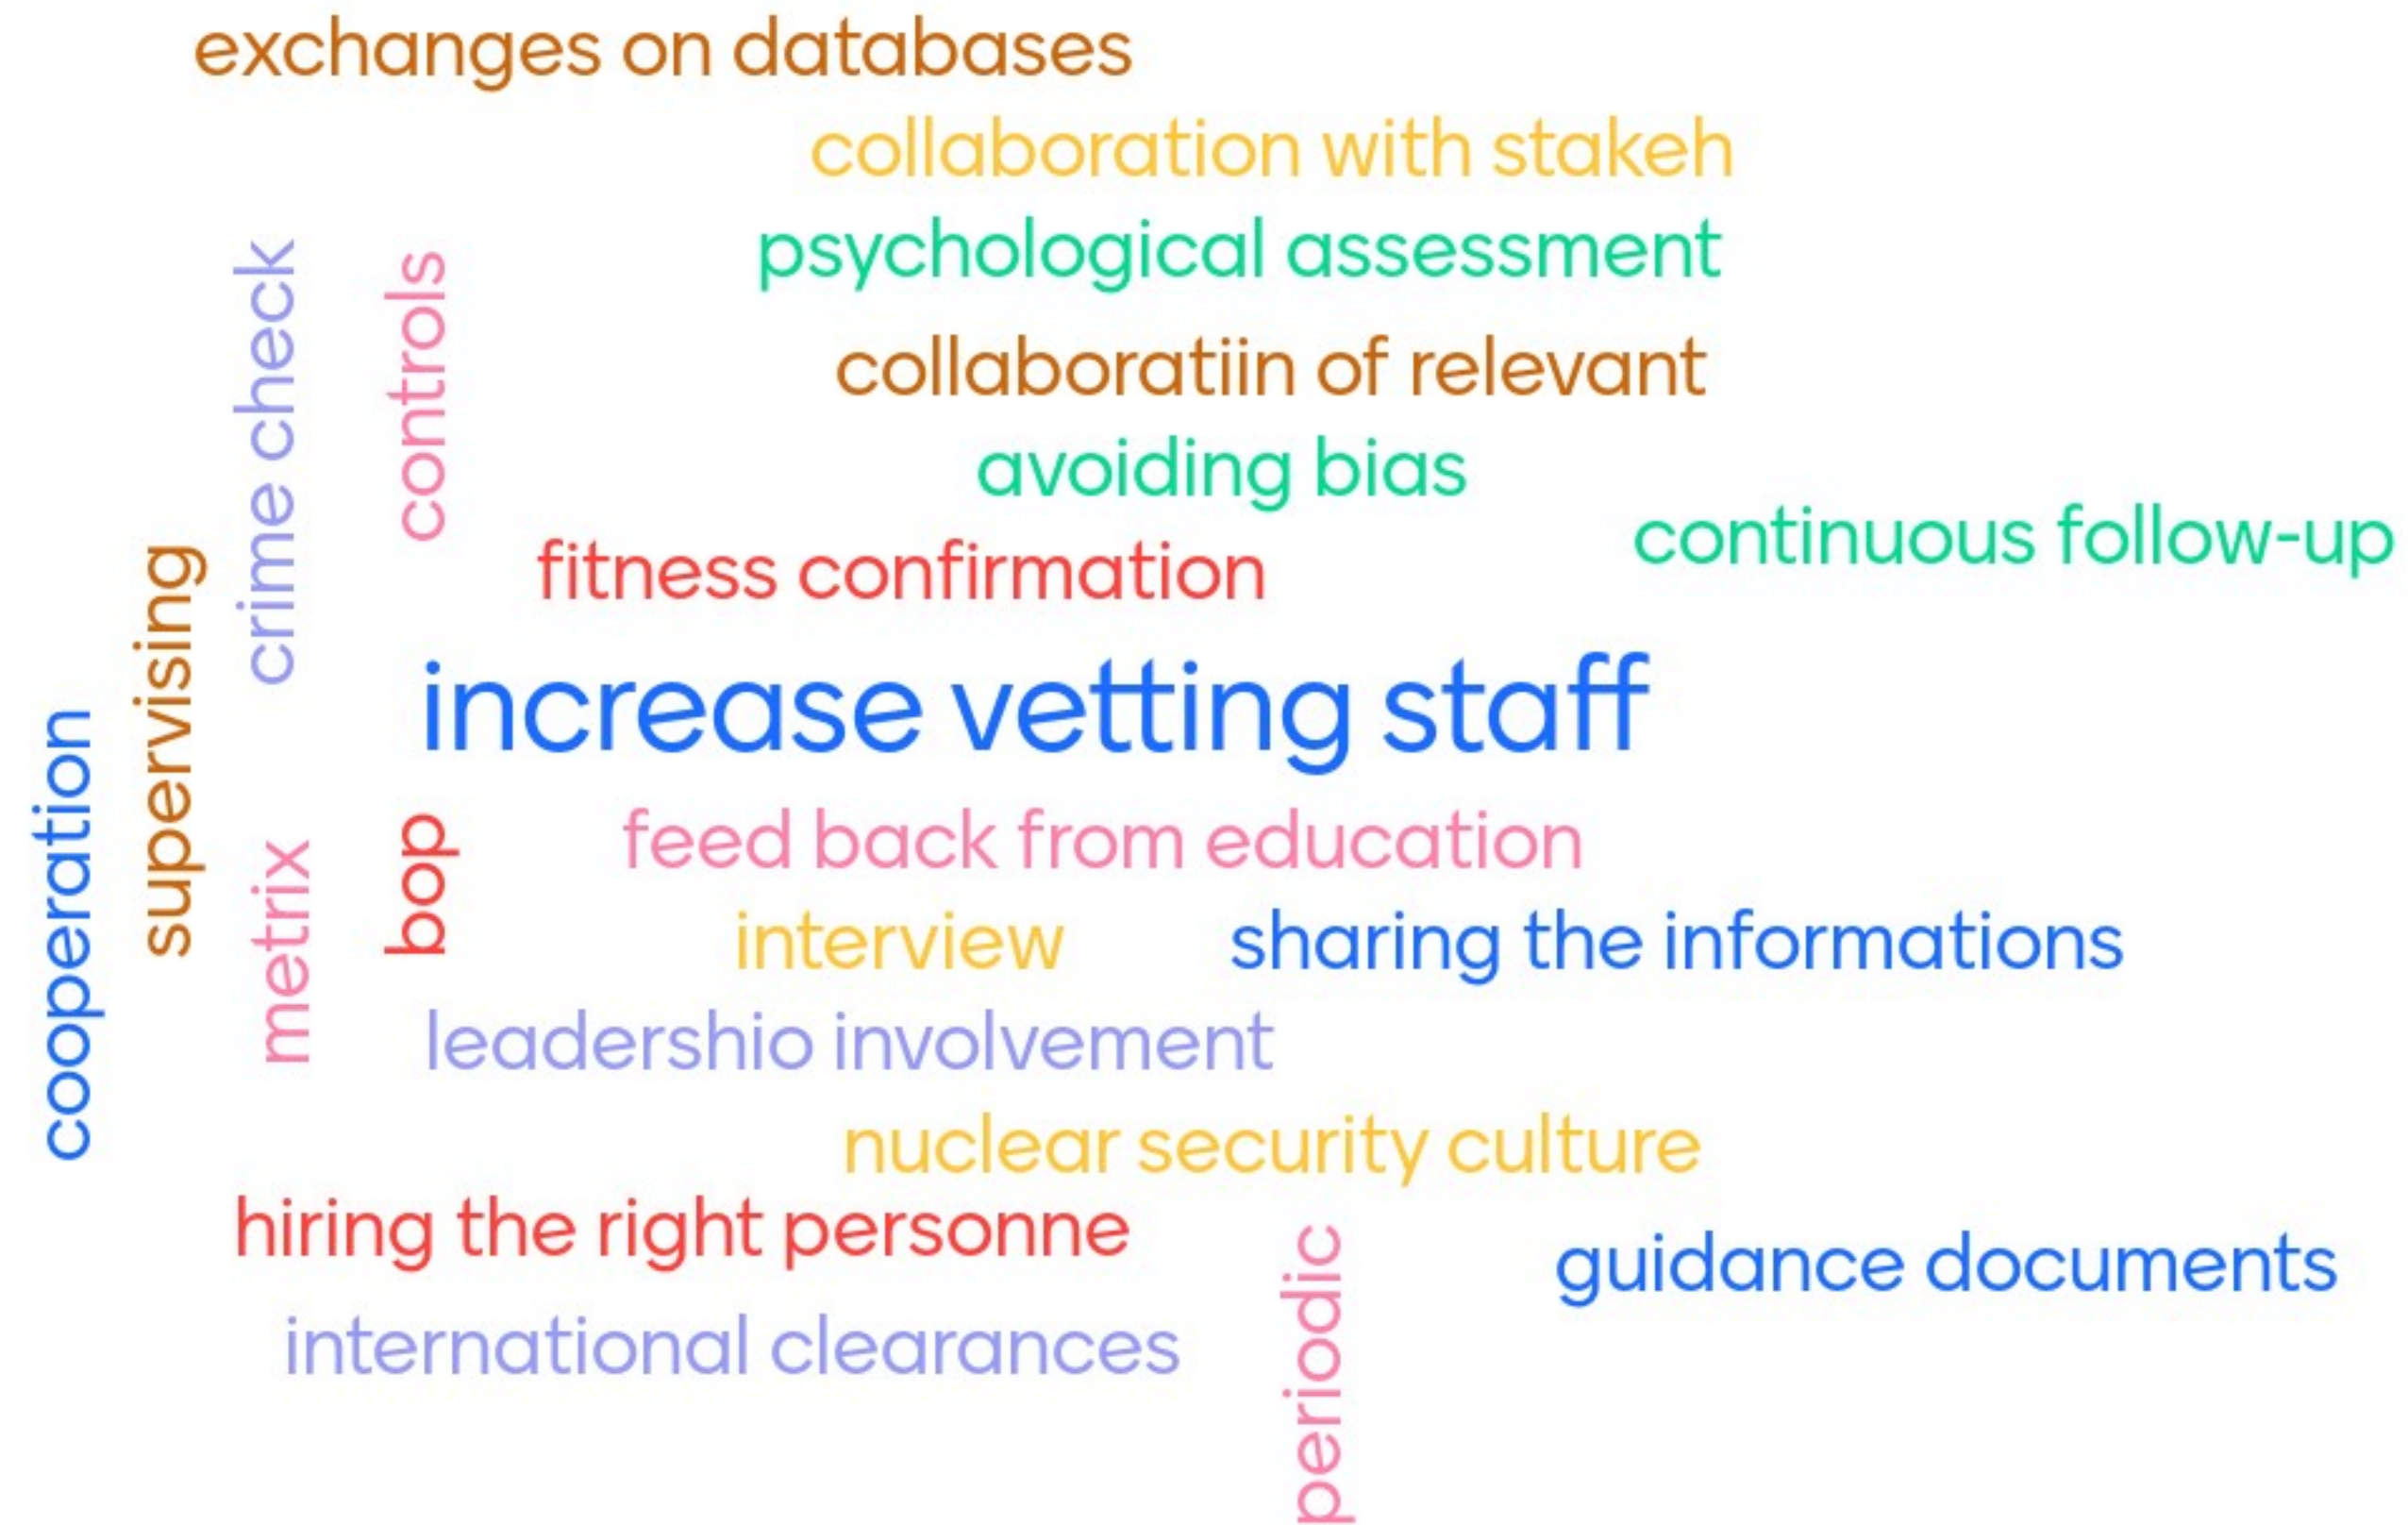 exchanges on databases
collaboration with stakeh
psychological assessment
crime check
controls
collaboratiin of relevant
avoiding bias
continuous follow-up
fitness confirmation
supervising
increase vetting staff
cooperation
feed back from education
bop
metrix
interview
sharing the informations
leadershio involvement
nuclear security culture
hiring the right personne
periodic
guidance documents
international clearances